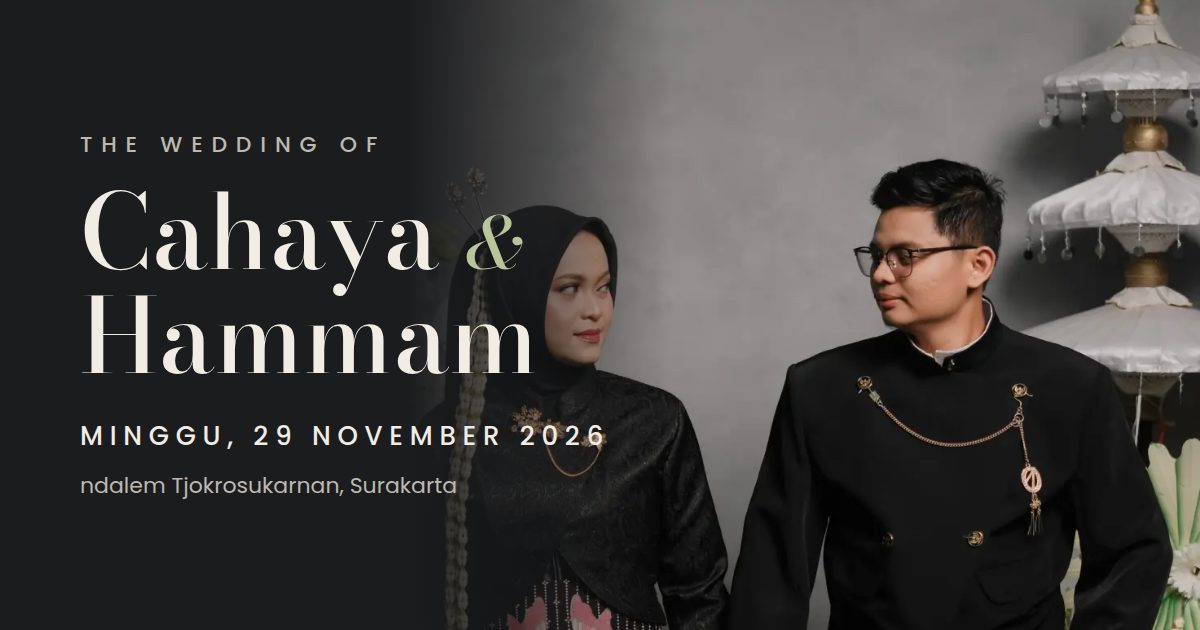 THE WEDDING OF
Cahaya &
Hammam
MINGGU, 29 NOVEMBER 2026
ndalem Tjokrosukarnan, Surakarta